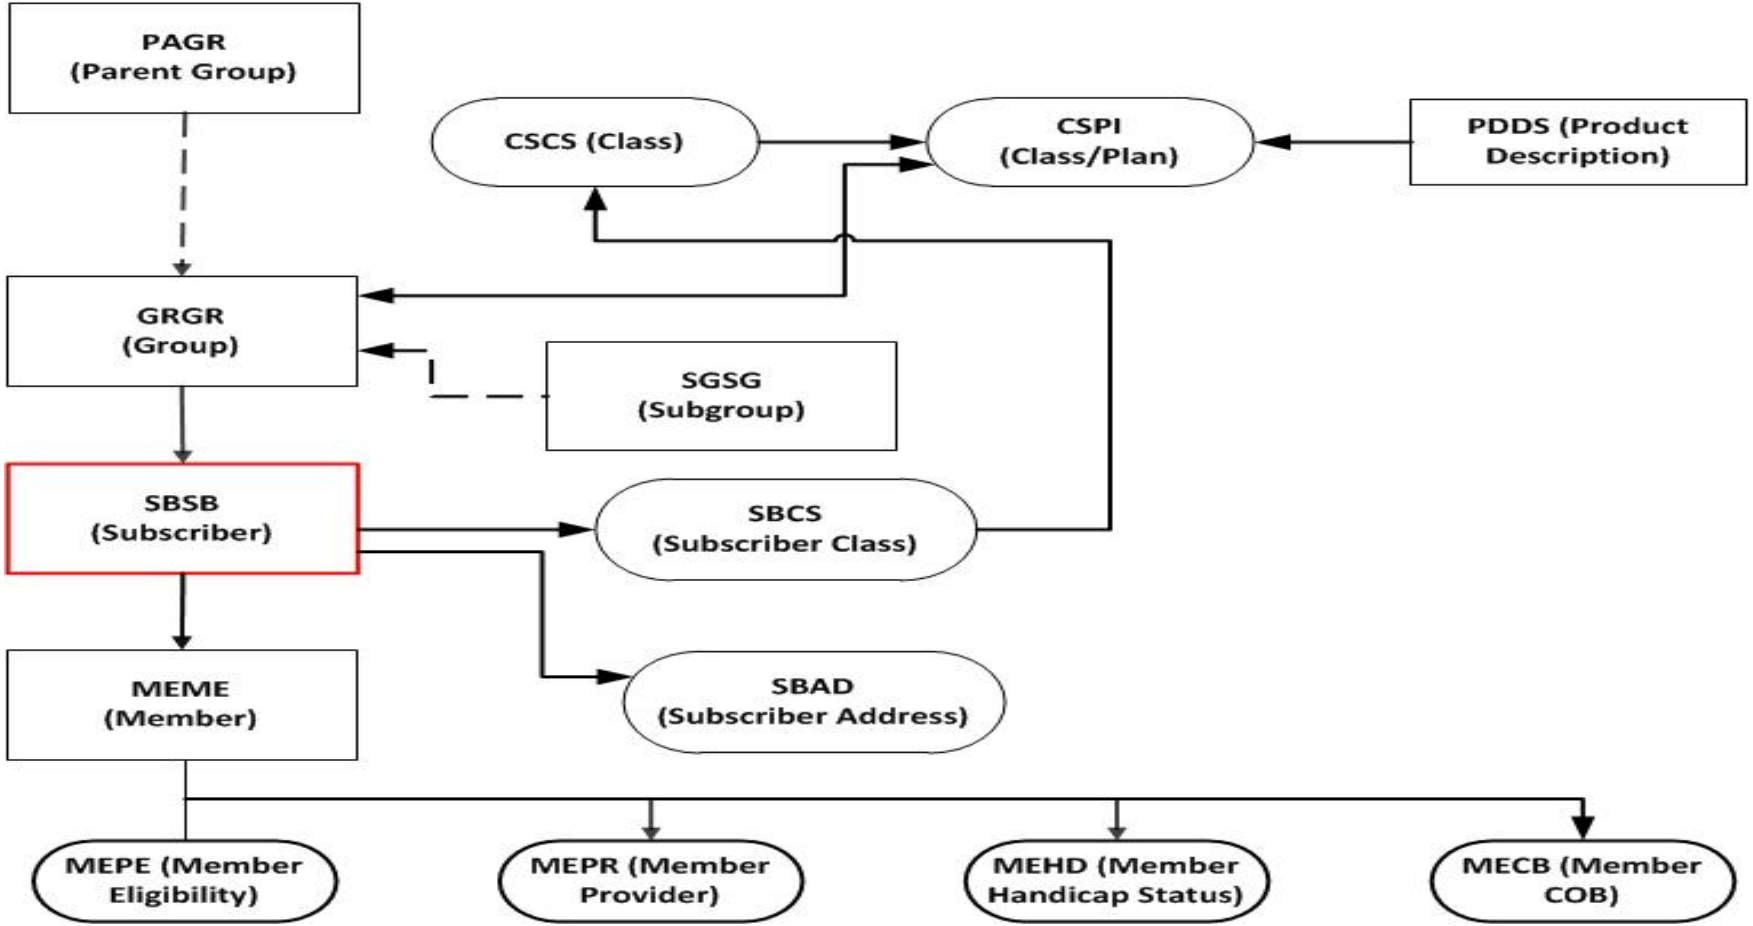 PAGR
(Parent Group)
CSCS (Class)
CSPI
(Class/Plan)
PDDS (Product
Description)
GRGR
(Group)
SGSG
(Subgroup)
SBSB
(Subscriber)
SBCS
(Subscriber Class)
MEME
(Member)
SBAD
(Subscriber Address)
MEPE (Member
Eligibility)
MEPR (Member
Provider)
MEHD (Member
Handicap Status)
MECB (Member
COB)